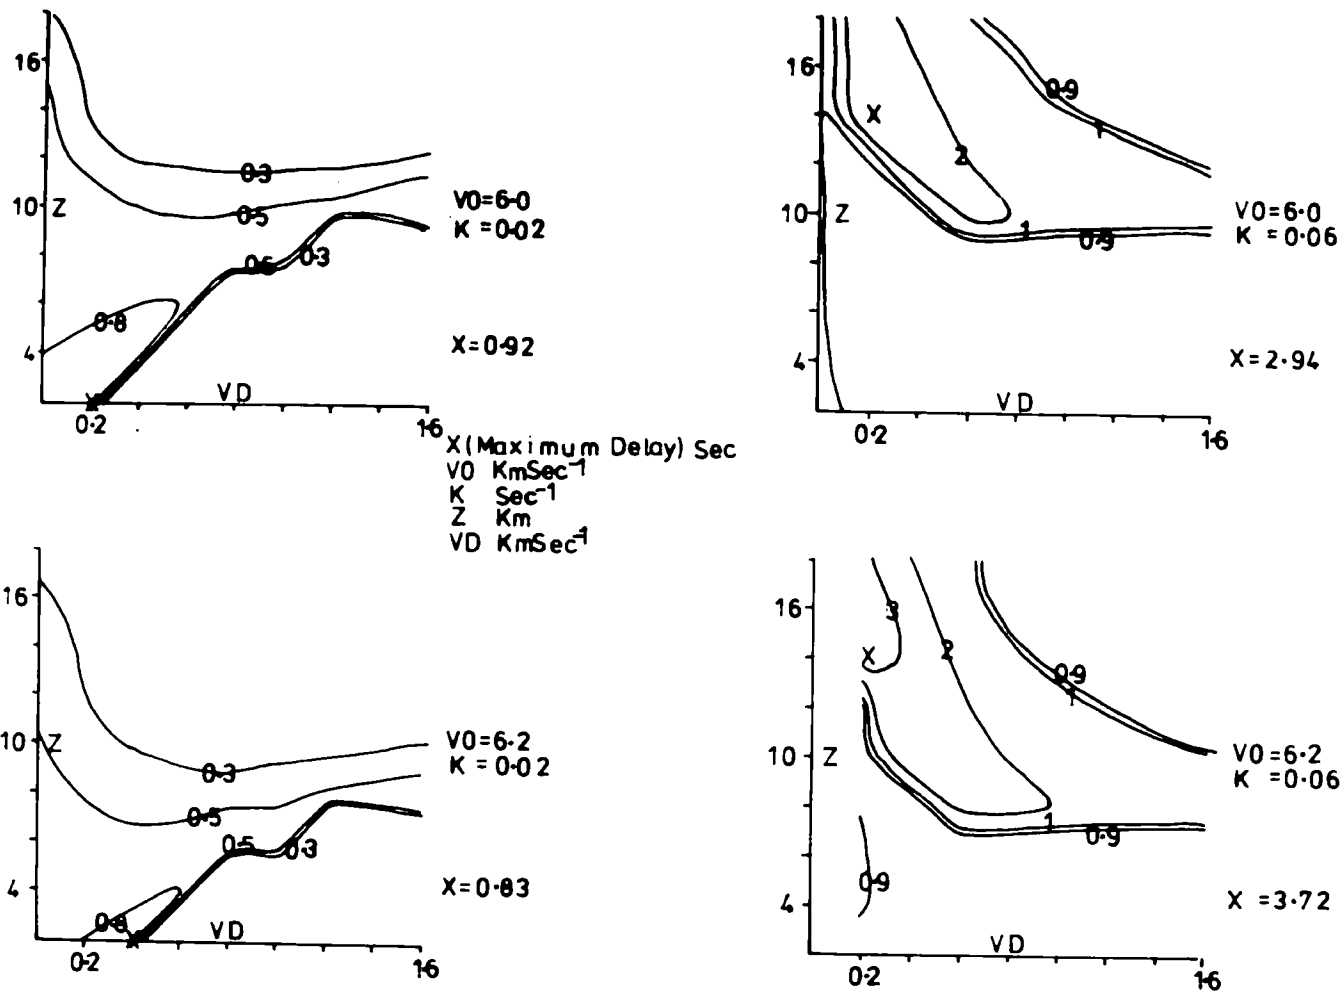 16
10 Z
4
0·3
0·5
0·5
0·3
0·8
X
VD
0·2
1·6
V0=6·0
K = 0·02
X=0·92
16
10 Z
4
X
2
0·9
1
1
0·9
VD
0·2
1·6
V0=6·0
K =0·06
X=2·94
X(Maximum Delay) Sec
V0 KmSec-1
K Sec-1
Z Km
VD KmSec-1
16
10 Z
4
0·3
0·5
0·5
0·3
0·8
X
VD
0·2
1·6
V0=6·2
K = 0·02
X=0·83
16
10 Z
4
3
X
2
0·9
1
1
0·9
0·9
VD
0·2
1·6
V0=6·2
K =0·06
X =3·72